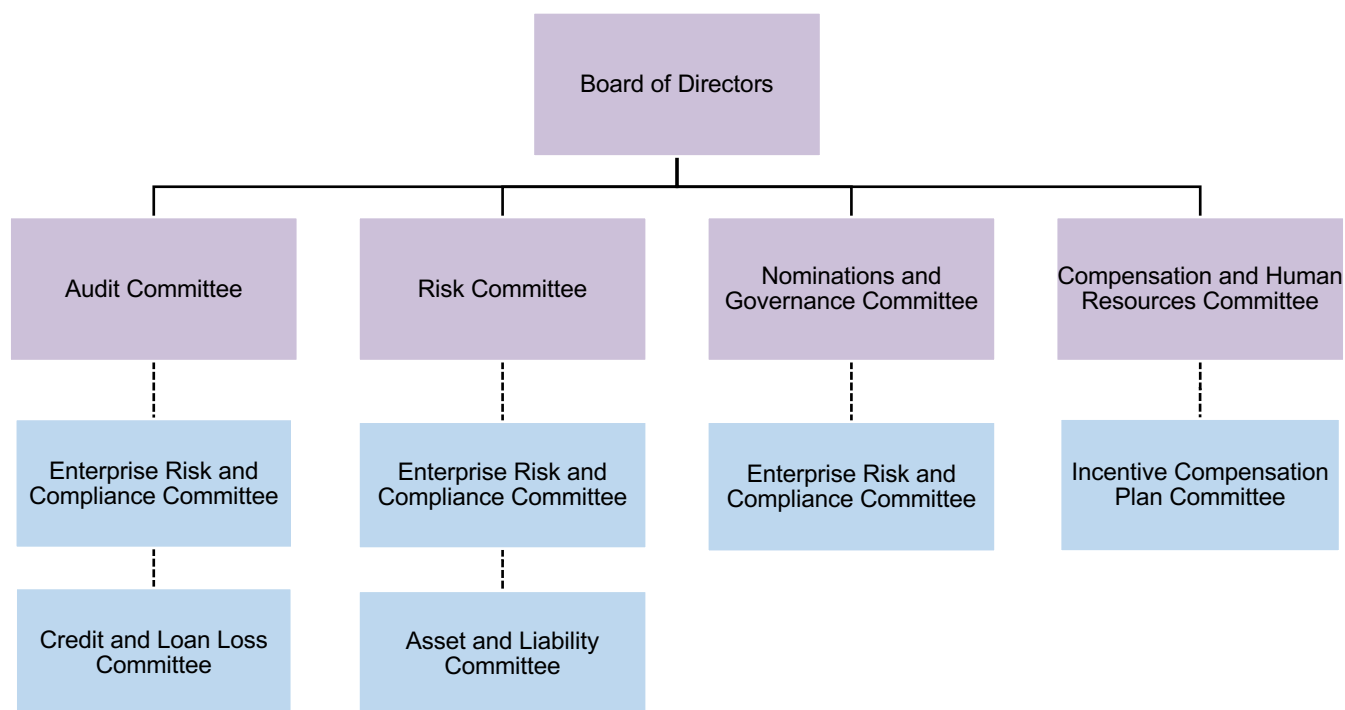 Board of Directors
Audit Committee
Risk Committee
Nominations and
Governance Committee
Compensation and Human
Resources Committee
Enterprise Risk and
Compliance Committee
Enterprise Risk and
Compliance Committee
Enterprise Risk and
Compliance Committee
Incentive Compensation
Plan Committee
Credit and Loan Loss
Committee
Asset and Liability
Committee